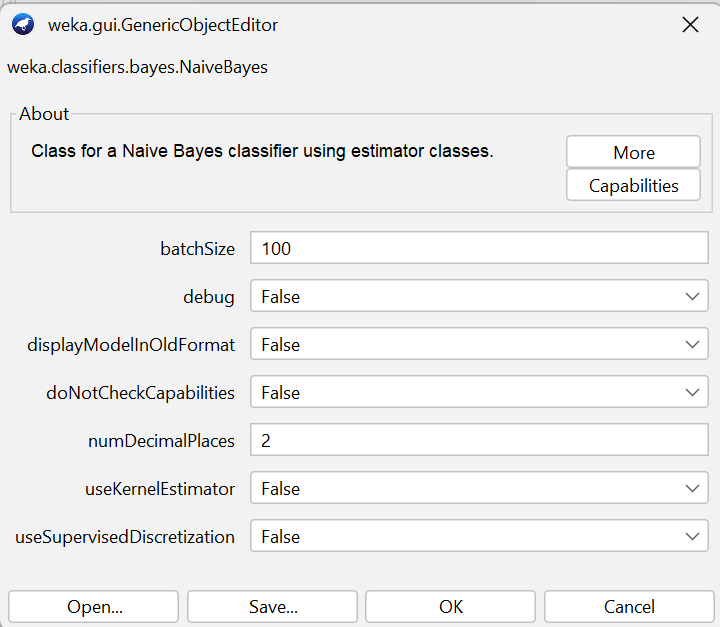 weka.gui.GenericObjectEditor
weka.classifiers.bayes.NaiveBayes
About
Class for a Naive Bayes classifier using estimator classes.
More
Capabilities
batchSize 100
debug False
displayModelInOldFormat False
doNotCheckCapabilities False
numDecimalPlaces 2
useKernelEstimator False
useSupervisedDiscretization False
Open... Save... OK Cancel